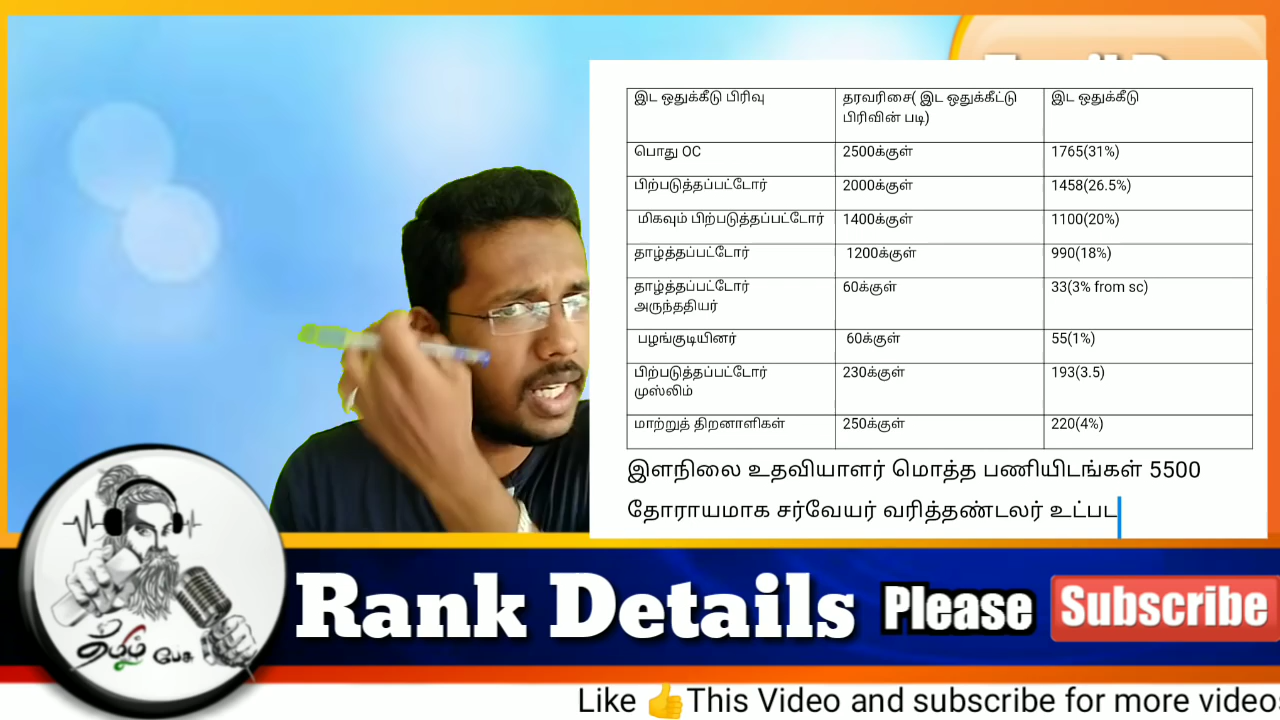 இட ஒதுக்கீடு பிரிவு தரவரிசை( இட ஒதுக்கீட்டு பிரிவின் படி) இட ஒதுக்கீடு
பொது OC 2500க்குள் 1765(31%)
பிற்படுத்தப்பட்டோர் 2000க்குள் 1458(26.5%)
மிகவும் பிற்படுத்தப்பட்டோர் 1400க்குள் 1100(20%)
தாழ்த்தப்பட்டோர் 1200க்குள் 990(18%)
தாழ்த்தப்பட்டோர் அருந்ததியர் 60க்குள் 33(3% from sc)
பழங்குடியினர் 60க்குள் 55(1%)
பிற்படுத்தப்பட்டோர் முஸ்லிம் 230க்குள் 193(3.5)
மாற்றுத் திறனாளிகள் 250க்குள் 220(4%)
இளநிலை உதவியாளர் மொத்த பணியிடங்கள் 5500
தோராயமாக சர்வேயர் வரித்தண்டலர் உட்பட
தமிழ் பேசு
Rank Details Please Subscribe
Like 👍This Video and subscribe for more videos